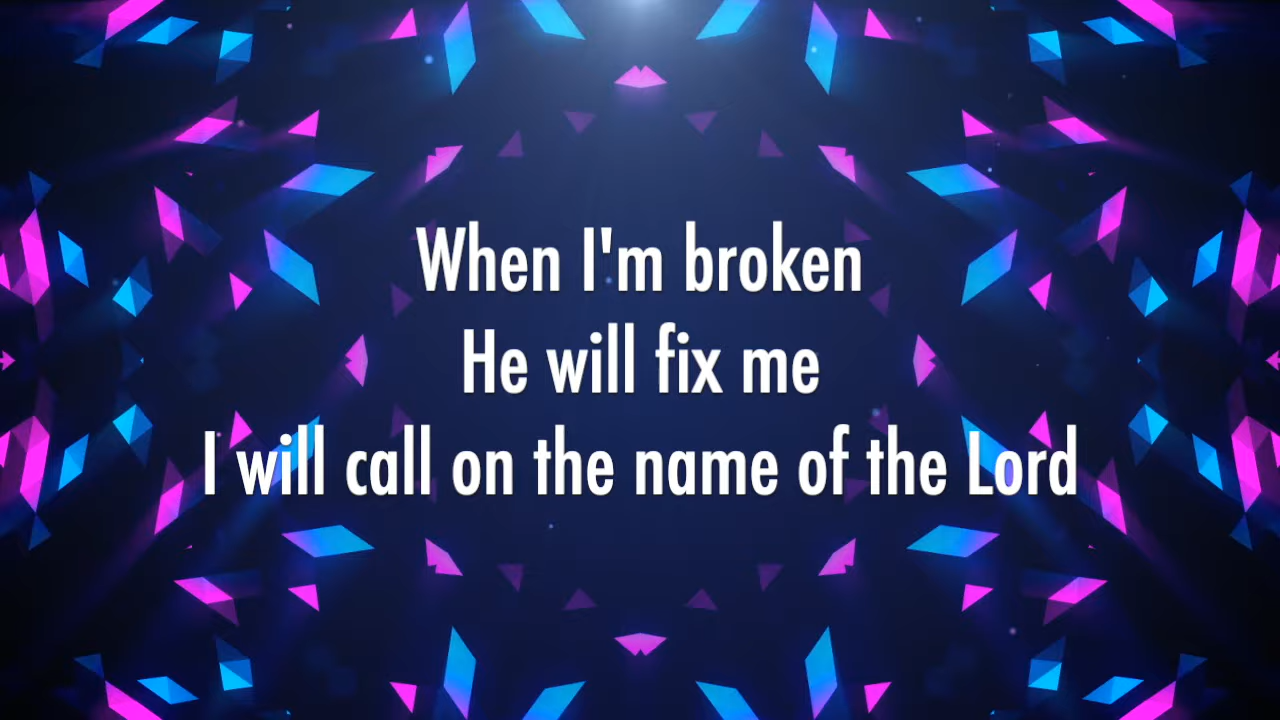 When I'm broken
He will fix me
I will call on the name of the Lord